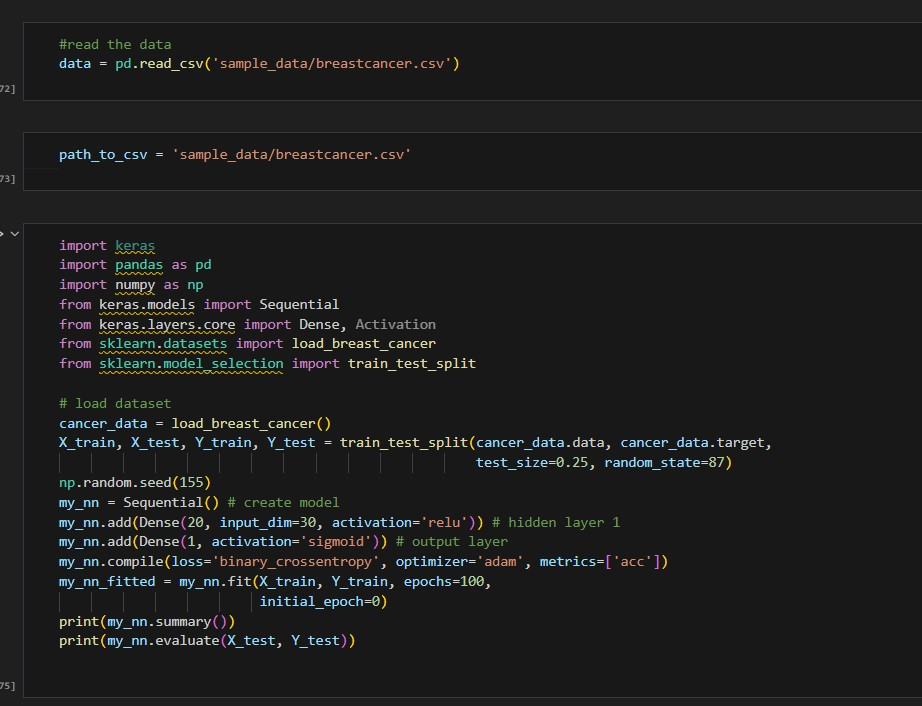 #read the data
data = pd.read_csv('sample_data/breastcancer.csv')
72]
path_to_csv = 'sample_data/breastcancer.csv'
73]
import keras
import pandas as pd
import numpy as np
from keras.models import Sequential
from keras.layers.core import Dense, Activation
from sklearn.datasets import load_breast_cancer
from sklearn.model_selection import train_test_split
# load dataset
cancer_data = load_breast_cancer()
X_train, X_test, Y_train, Y_test = train_test_split(cancer_data.data, cancer_data.target,
test_size=0.25, random_state=87)
np.random.seed(155)
my_nn = Sequential() # create model
my_nn.add(Dense(20, input_dim=30, activation='relu')) # hidden layer 1
my_nn.add(Dense(1, activation='sigmoid')) # output layer
my_nn.compile(loss='binary_crossentropy', optimizer='adam', metrics=['acc'])
my_nn_fitted = my_nn.fit(X_train, Y_train, epochs=100,
initial_epoch=0)
print(my_nn.summary())
print(my_nn.evaluate(X_test, Y_test))
75]